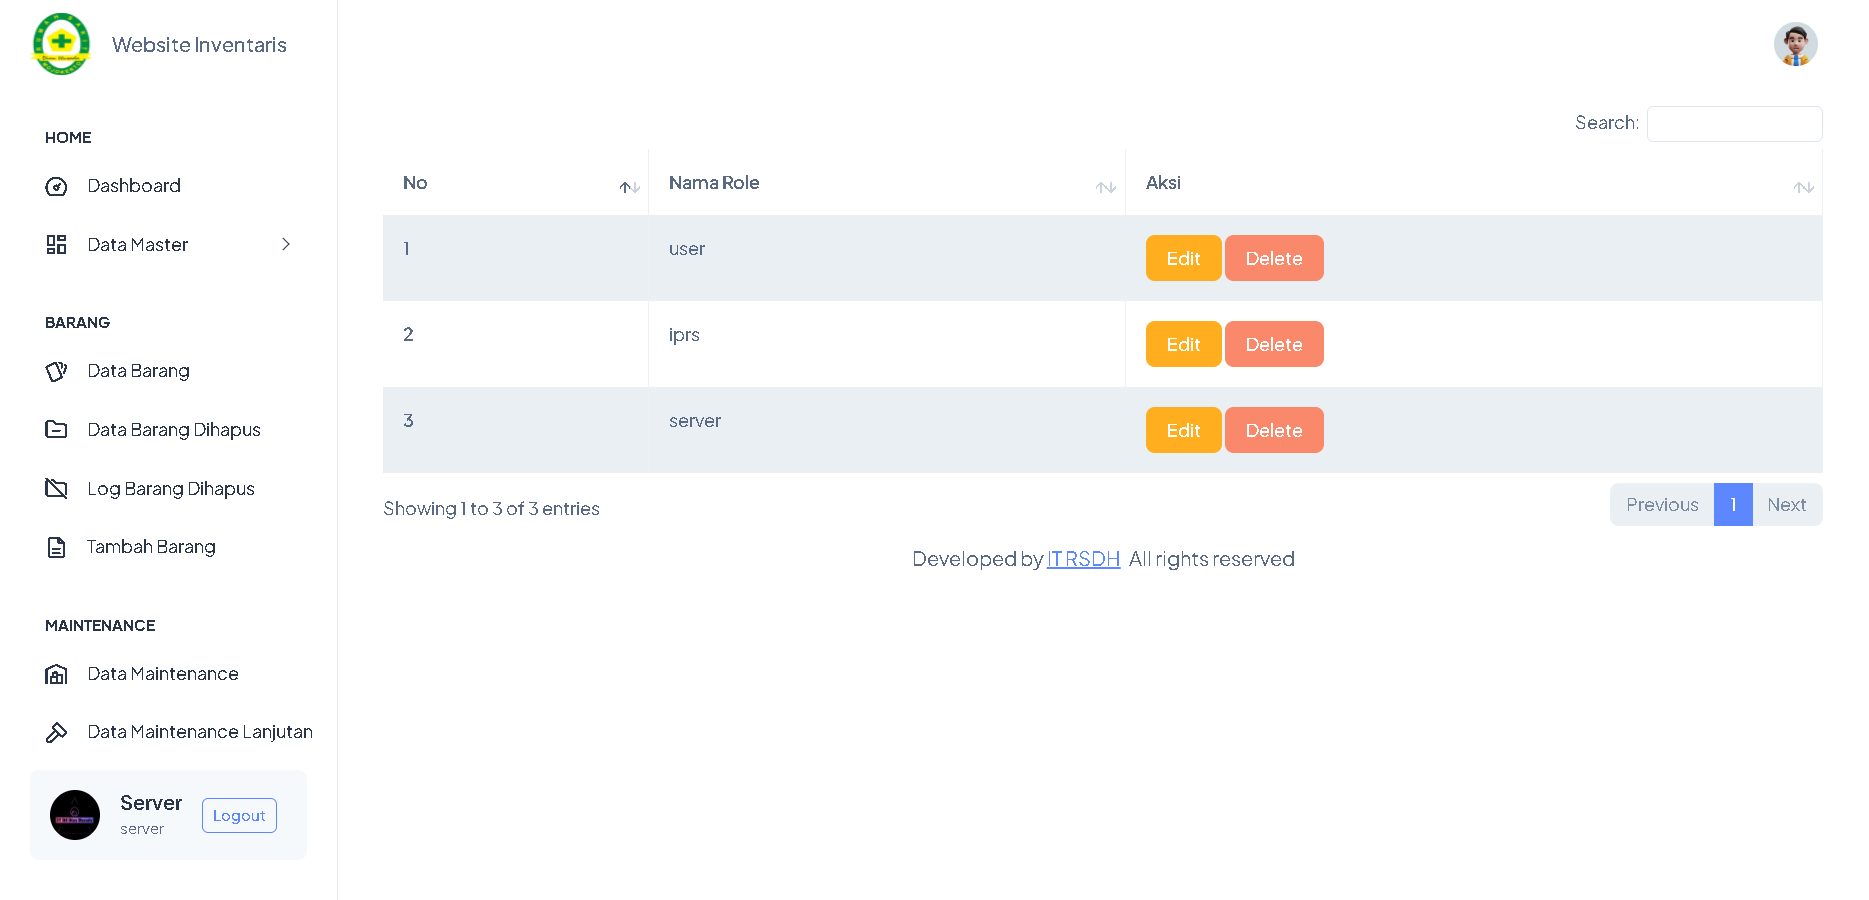 Website Inventaris
HOME
Dashboard
Data Master
BARANG
Data Barang
Data Barang Dihapus
Log Barang Dihapus
Tambah Barang
MAINTENANCE
Data Maintenance
Data Maintenance Lanjutan
Server
server
Logout
Search:
No Nama Role Aksi
1 user Edit Delete
2 iprs Edit Delete
3 server Edit Delete
Showing 1 to 3 of 3 entries
Previous 1 Next
Developed by IT RSDH All rights reserved